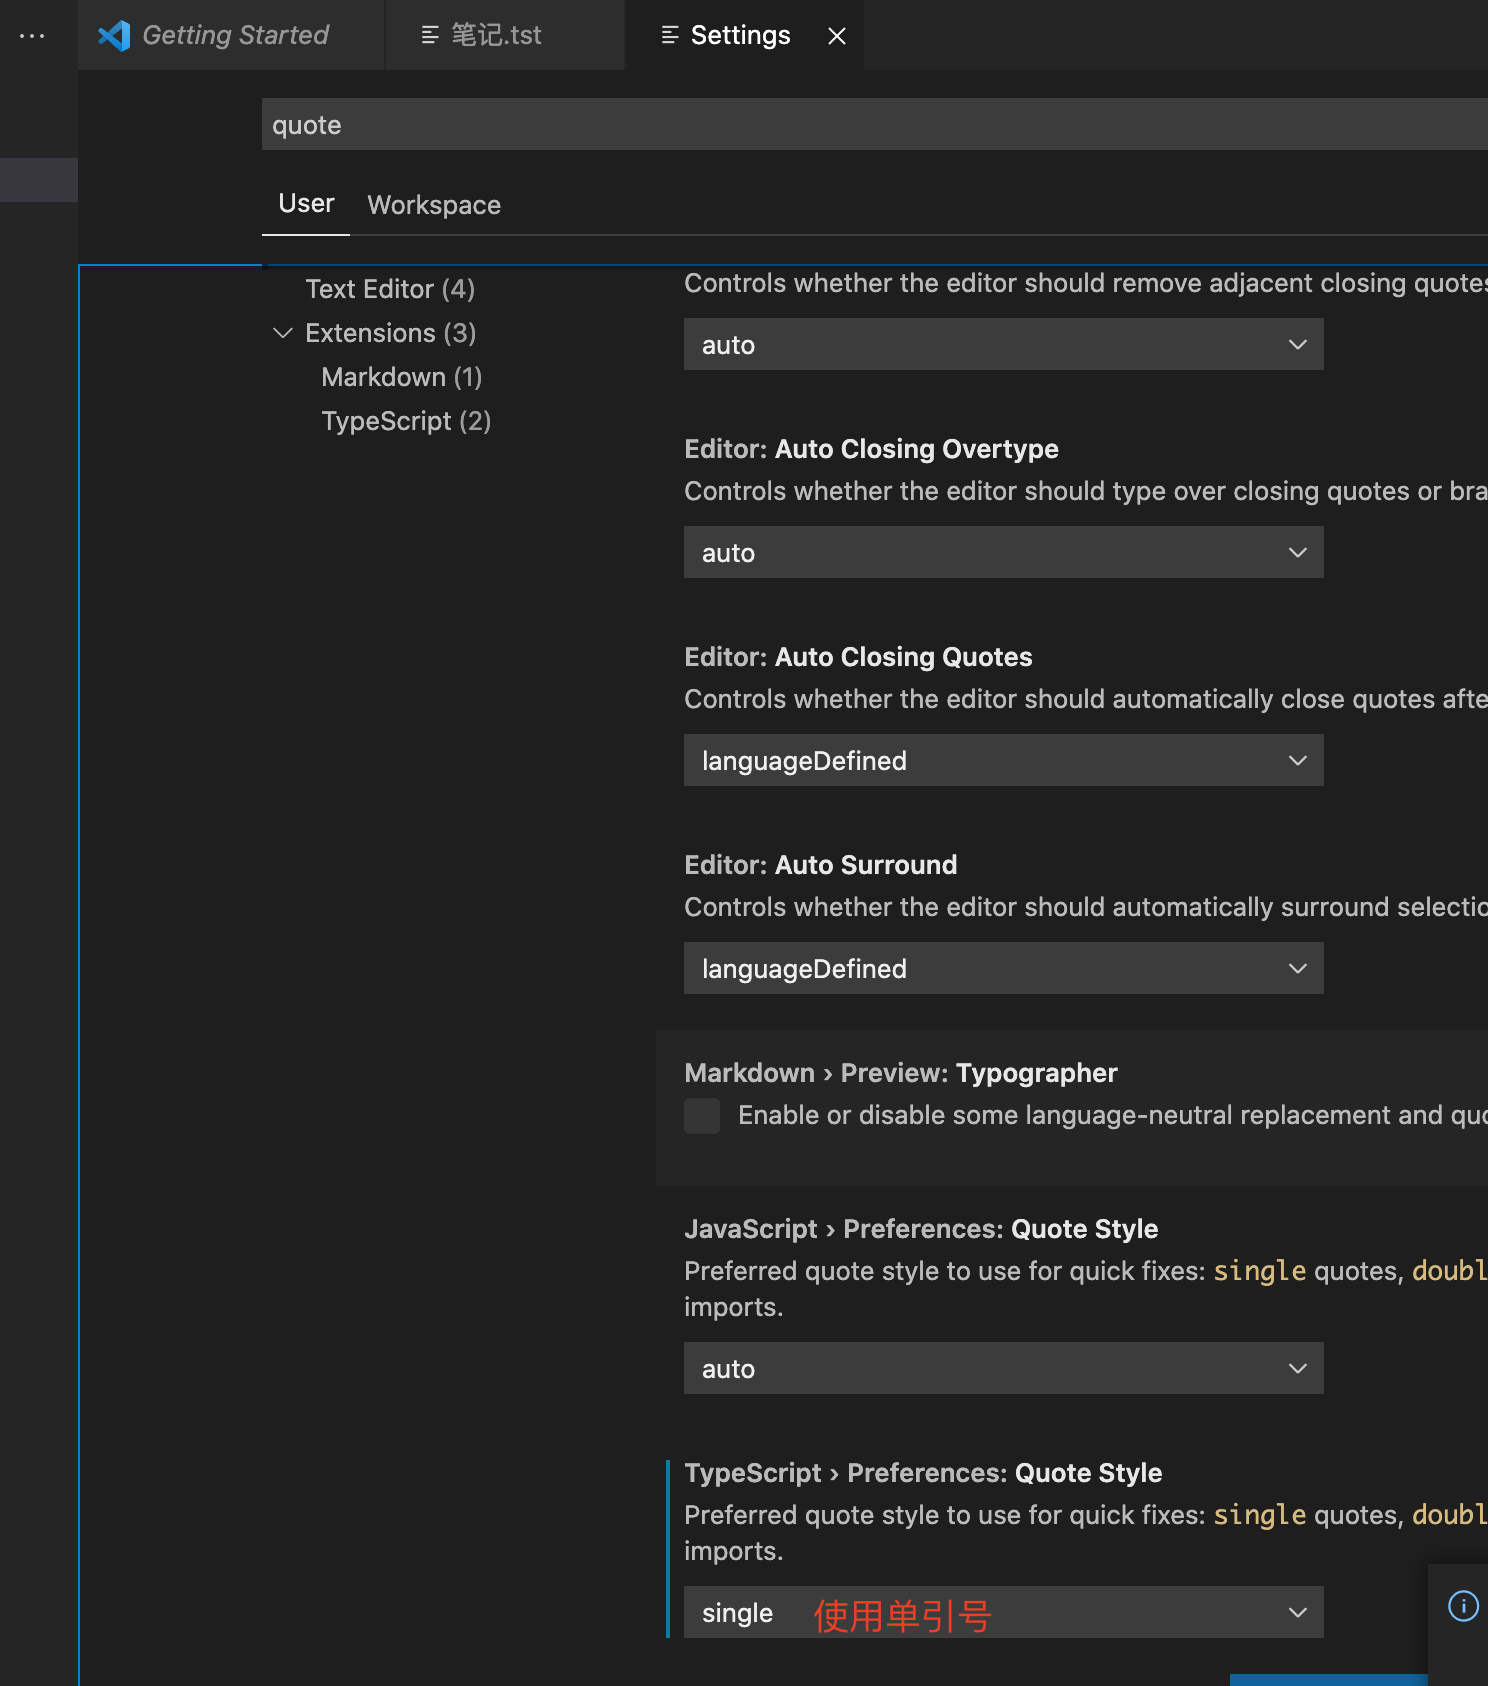 Getting Started
笔记.tst
Settings
quote
User
Workspace
Text Editor (4)
Extensions (3)
Markdown (1)
TypeScript (2)
Controls whether the editor should remove adjacent closing quotes
auto
Editor: Auto Closing Overtype
Controls whether the editor should type over closing quotes or bra
auto
Editor: Auto Closing Quotes
Controls whether the editor should automatically close quotes afte
languageDefined
Editor: Auto Surround
Controls whether the editor should automatically surround selectio
languageDefined
Markdown › Preview: Typographer
Enable or disable some language-neutral replacement and quo
JavaScript › Preferences: Quote Style
Preferred quote style to use for quick fixes: single quotes, doubl
imports.
auto
TypeScript › Preferences: Quote Style
Preferred quote style to use for quick fixes: single quotes, doubl
imports.
single 使用单引号